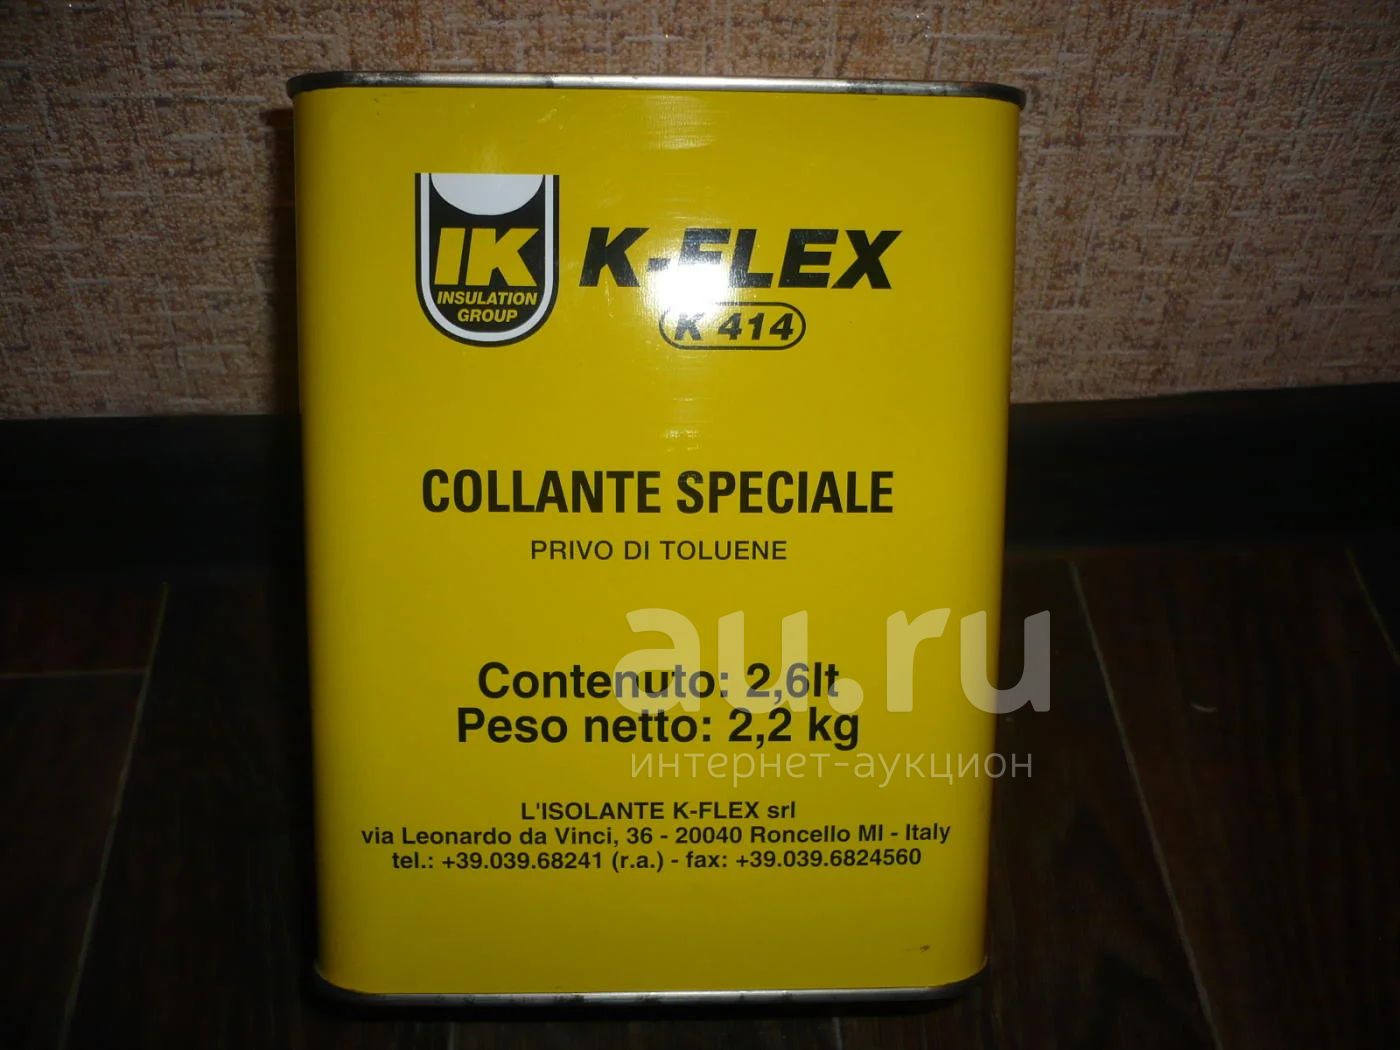 IK
INSULATION
GROUP
K-FLEX
K 414
COLLANTE SPECIALE
PRIVO DI TOLUENE
Contenuto: 2,6lt
Peso netto: 2,2 kg
L'ISOLANTE K-FLEX srl
via Leonardo da Vinci, 36 - 20040 Roncello MI - Italy
tel.: +39.039.68241 (r.a.) - fax: +39.039.6824560
au.ru
интернет-аукцион